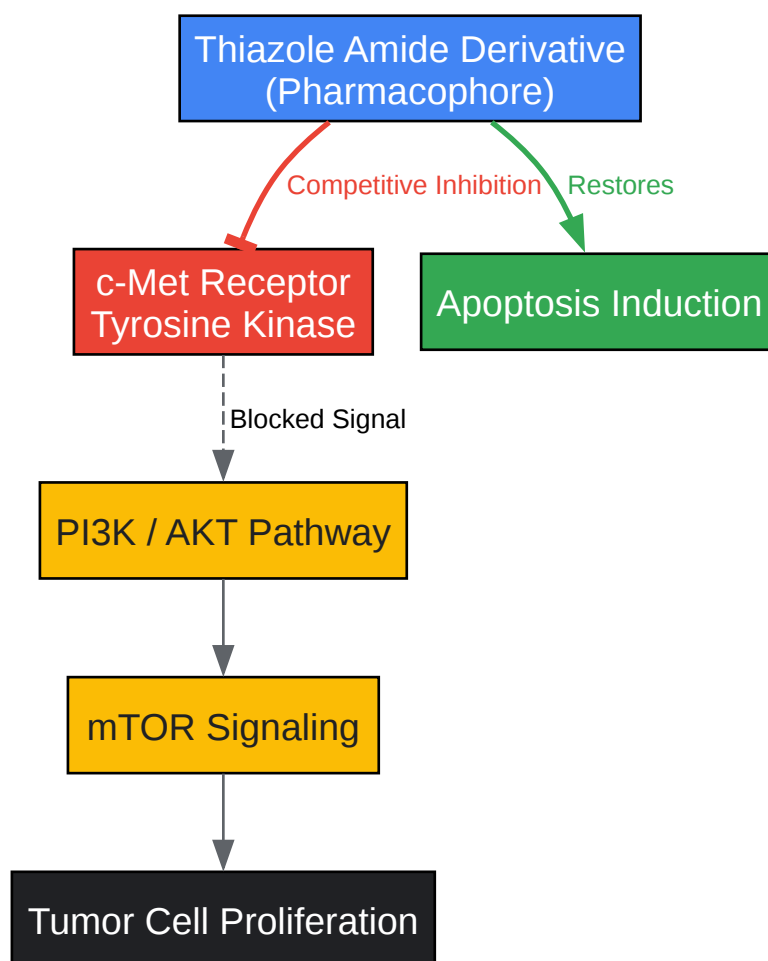 Thiazole Amide Derivative
(Pharmacophore)
Competitive Inhibition
Restores
c-Met Receptor
Tyrosine Kinase
Apoptosis Induction
Blocked Signal
PI3K / AKT Pathway
mTOR Signaling
Tumor Cell Proliferation